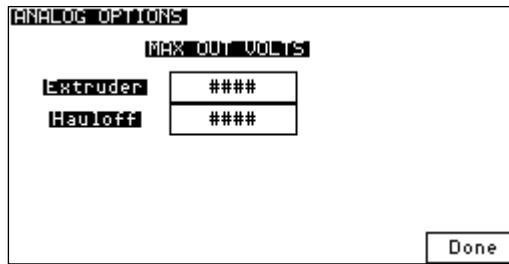 ANALOG OPTIONS
MAX OUT VOLTS
Extruder ####
Hauloff ####
Done